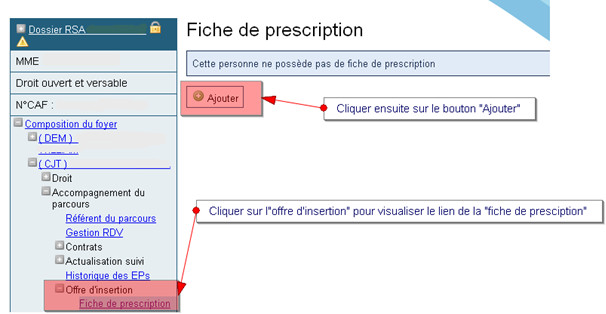 Dossier RSA
MME
Droit ouvert et versable
N°CAF :
Composition du foyer
( DEM )
( CJT )
Droit
Accompagnement du
parcours
Référent du parcours
Gestion RDV
Contrats
Actualisation suivi
Historique des EPs
Offre d'insertion
Fiche de prescription
Fiche de prescription
Cette personne ne possède pas de fiche de prescription
Ajouter
Cliquer ensuite sur le bouton "Ajouter"
Cliquer sur l"offre d'insertion" pour visualiser le lien de la "fiche de presciption"